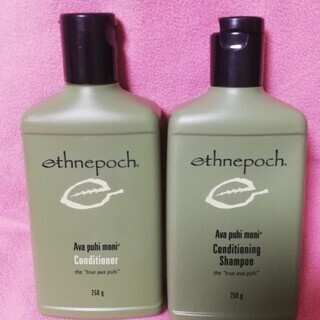 ethnepoch®
Ava puhi moni®
Conditioner
the "true ava puhi"
250 g
ethnepoch®
Ava puhi moni®
Conditioning
Shampoo
the "true ava puhi"
250 g